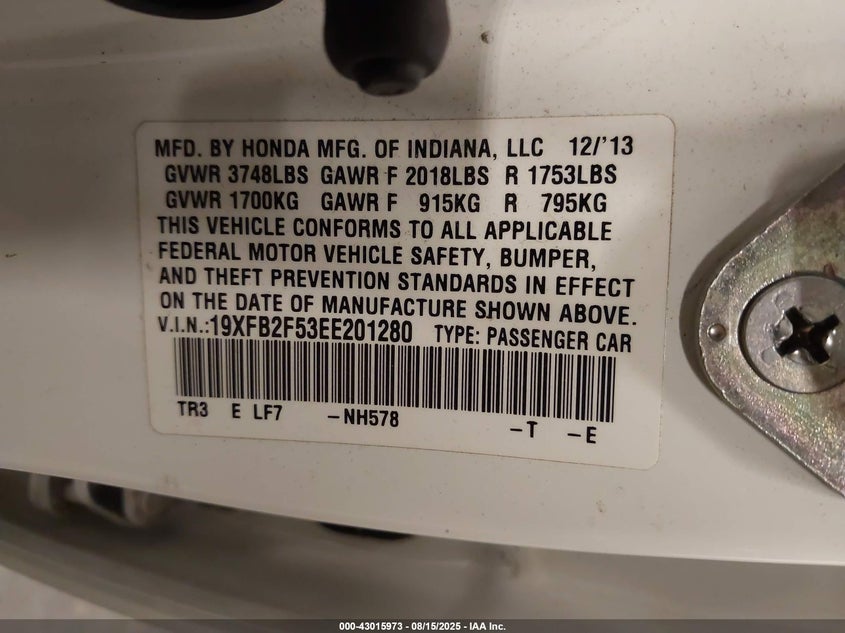 MFD. BY HONDA MFG. OF INDIANA, LLC 12/'13
GVWR 3748LBS GAWR F 2018LBS R 1753LBS
GVWR 1700KG GAWR F 915KG R 795KG
THIS VEHICLE CONFORMS TO ALL APPLICABLE
FEDERAL MOTOR VEHICLE SAFETY, BUMPER,
AND THEFT PREVENTION STANDARDS IN EFFECT
ON THE DATE OF MANUFACTURE SHOWN ABOVE.
V.I.N.:19XFB2F53EE201280 TYPE: PASSENGER CAR
TR3 E LF7 -NH578 -T -E
000-43015973 - 08/15/2025 - IAA Inc.